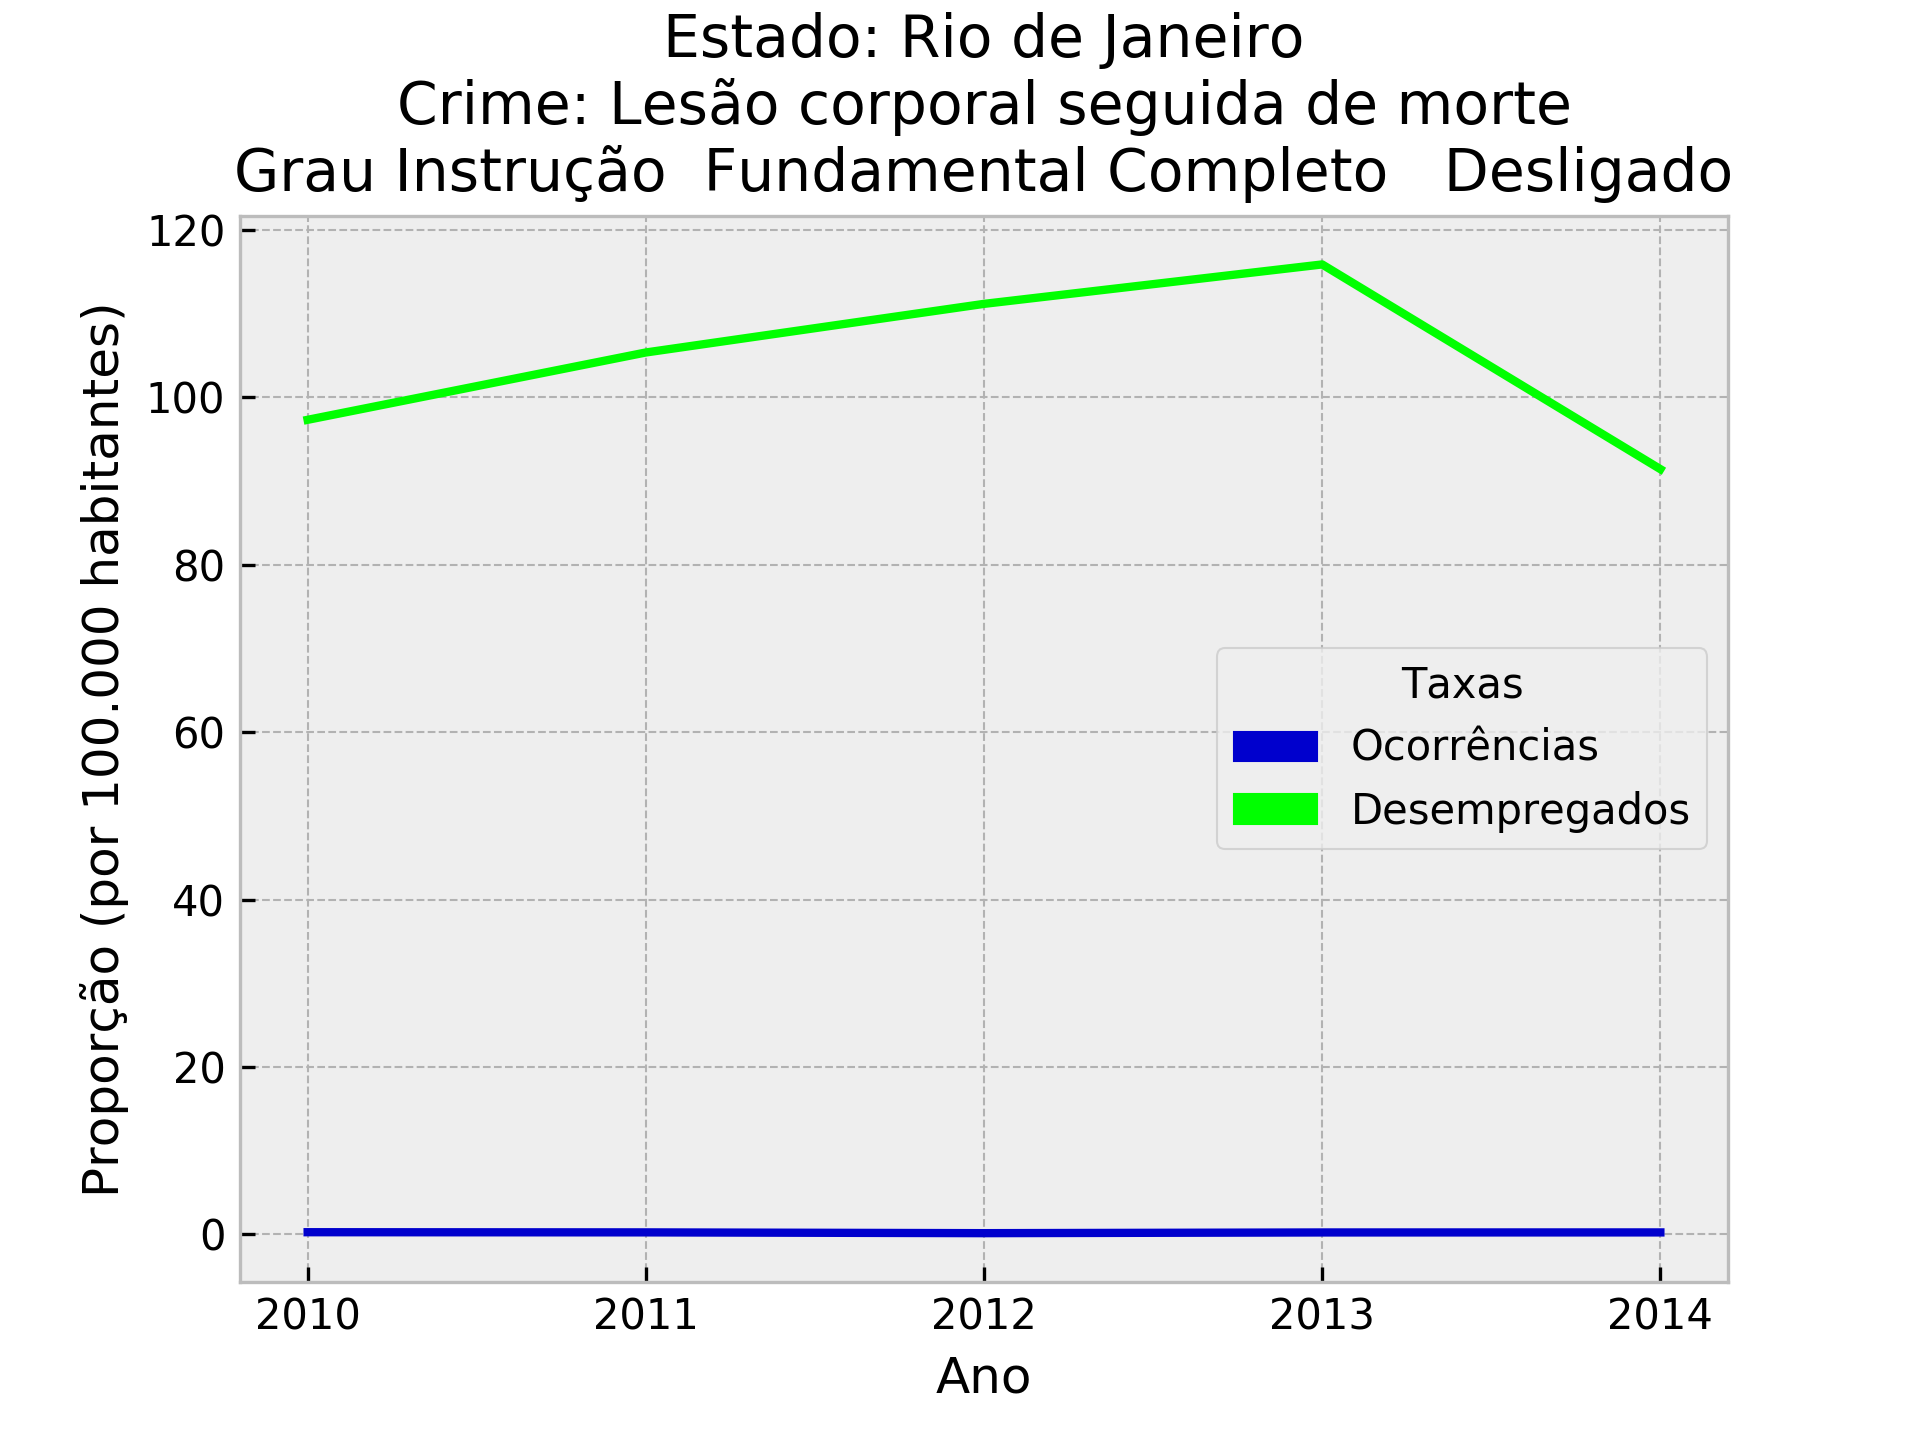 Estado: Rio de Janeiro
Crime: Lesão corporal seguida de morte
Grau Instrução  Fundamental Completo   Desligado
Proporção (por 100.000 habitantes)
120
100
80
60
40
20
0
Taxas
Ocorrências
Desempregados
2010 2011 2012 2013 2014
Ano